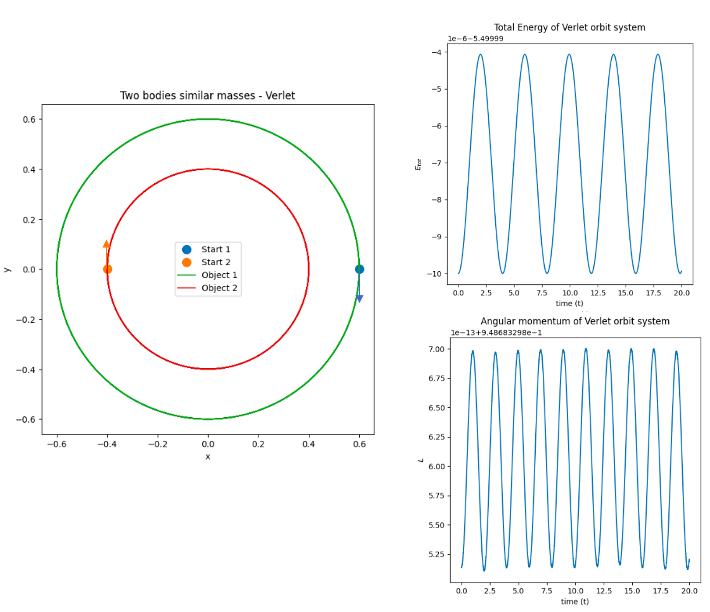 Two bodies similar masses - Verlet
0.6
0.4
0.2
0.0
−0.2
−0.4
−0.6
y
Start 1
Start 2
Object 1
Object 2
−0.6 −0.4 −0.2 0.0 0.2 0.4 0.6
x
Total Energy of Verlet orbit system
1e−6−5.49999
−4
−5
−6
−7
−8
−9
−10
E_tot
0.0 2.5 5.0 7.5 10.0 12.5 15.0 17.5 20.0
time (t)
Angular momentum of Verlet orbit system
1e−13+9.48683298e−1
7.00
6.75
6.50
6.25
6.00
5.75
5.50
5.25
L
0.0 2.5 5.0 7.5 10.0 12.5 15.0 17.5 20.0
time (t)